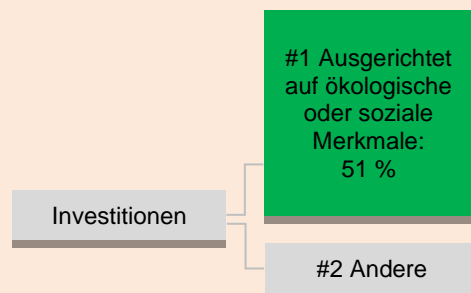 #1 Ausgerichtet
auf ökologische
oder soziale
Merkmale:
51 %
Investitionen
#2 Andere